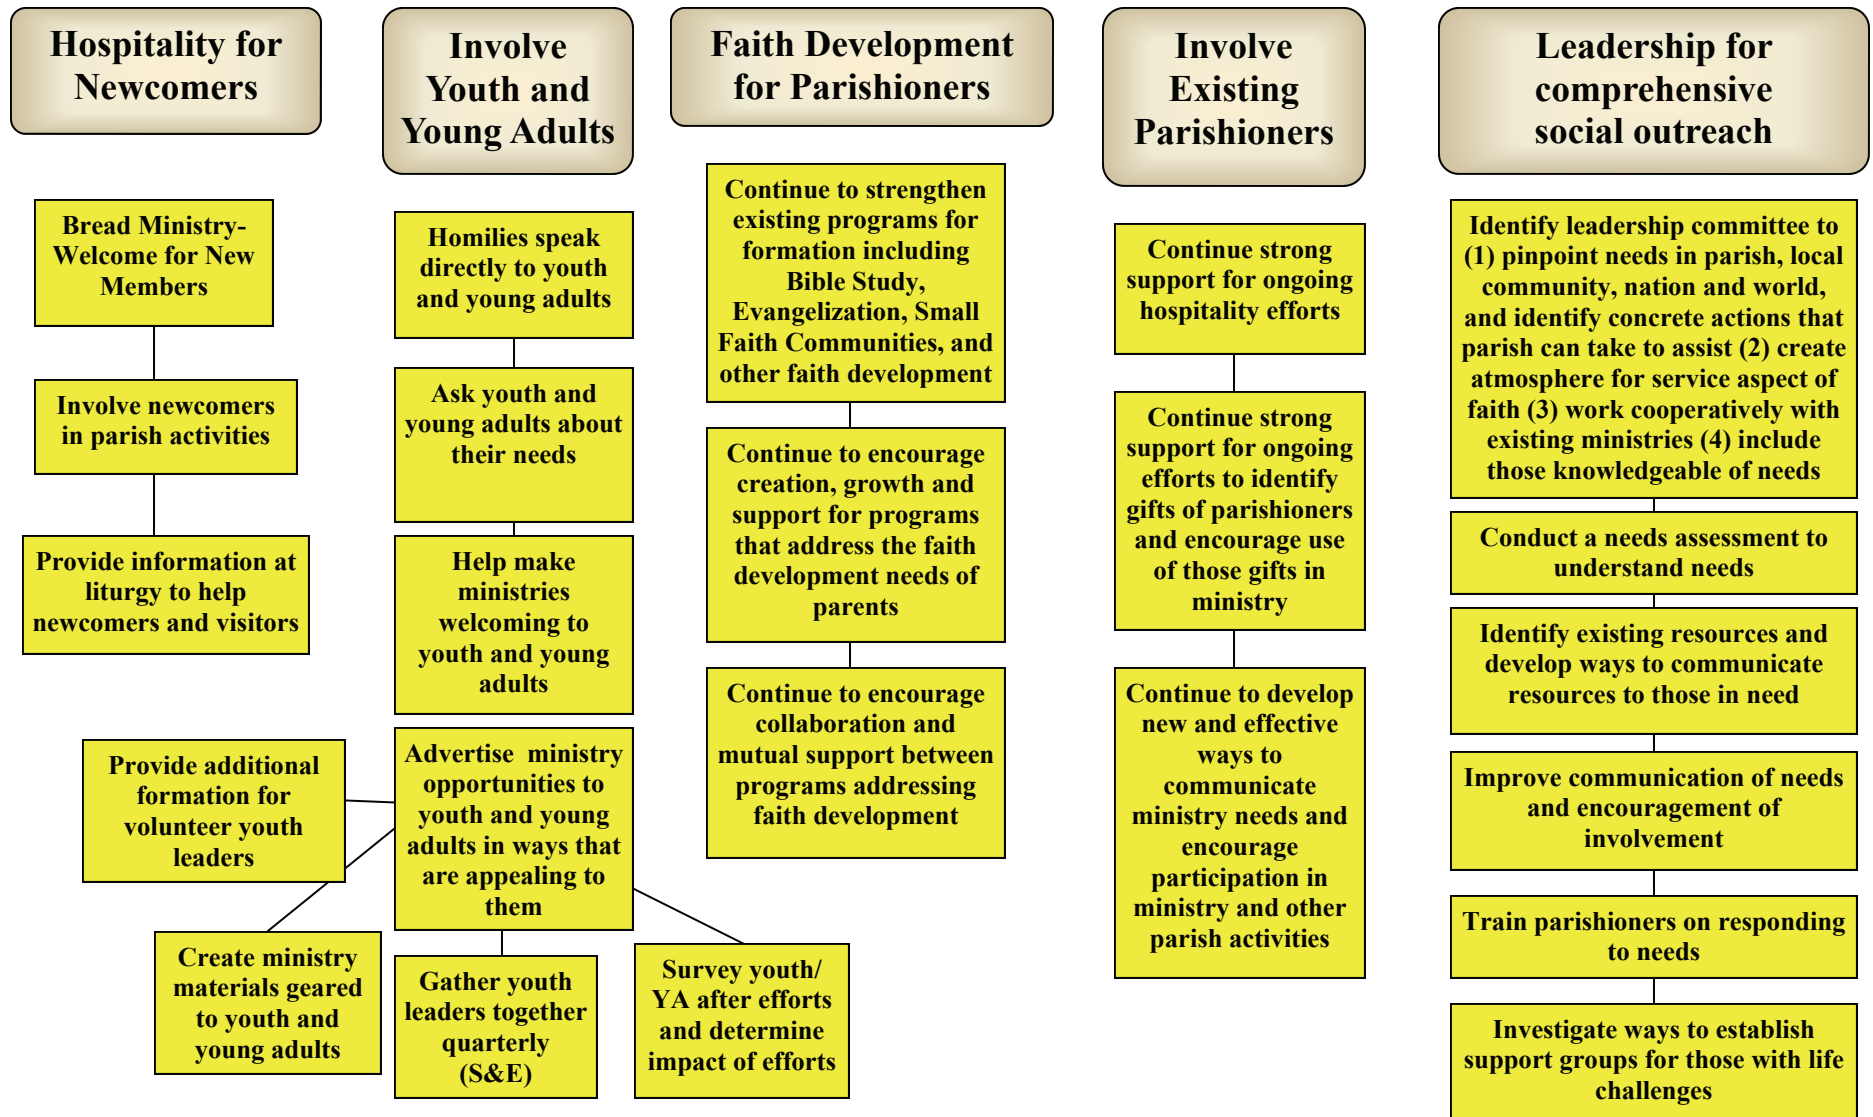 Hospitality for
Newcomers
Bread Ministry-
Welcome for New
Members
Involve newcomers
in parish activities
Provide information at
liturgy to help
newcomers and visitors
Involve
Youth and
Young Adults
Homilies speak
directly to youth
and young adults
Ask youth and
young adults about
their needs
Help make
ministries
welcoming to
youth and young
adults
Advertise ministry
opportunities to
youth and young
adults in ways that
are appealing to
them
Provide additional
formation for
volunteer youth
leaders
Create ministry
materials geared
to youth and
young adults
Gather youth
leaders together
quarterly
(S&E)
Survey youth/
YA after efforts
and determine
impact of efforts
Faith Development
for Parishioners
Continue to strengthen
existing programs for
formation including
Bible Study,
Evangelization, Small
Faith Communities, and
other faith development
Continue to encourage
creation, growth and
support for programs
that address the faith
development needs of
parents
Continue to encourage
collaboration and
mutual support between
programs addressing
faith development
Involve
Existing
Parishioners
Continue strong
support for ongoing
hospitality efforts
Continue strong
support for ongoing
efforts to identify
gifts of parishioners
and encourage use
of those gifts in
ministry
Continue to develop
new and effective
ways to
communicate
ministry needs and
encourage
participation in
ministry and other
parish activities
Leadership for
comprehensive
social outreach
Identify leadership committee to
(1) pinpoint needs in parish, local
community, nation and world,
and identify concrete actions that
parish can take to assist (2) create
atmosphere for service aspect of
faith (3) work cooperatively with
existing ministries (4) include
those knowledgeable of needs
Conduct a needs assessment to
understand needs
Identify existing resources and
develop ways to communicate
resources to those in need
Improve communication of needs
and encouragement of
involvement
Train parishioners on responding
to needs
Investigate ways to establish
support groups for those with life
challenges